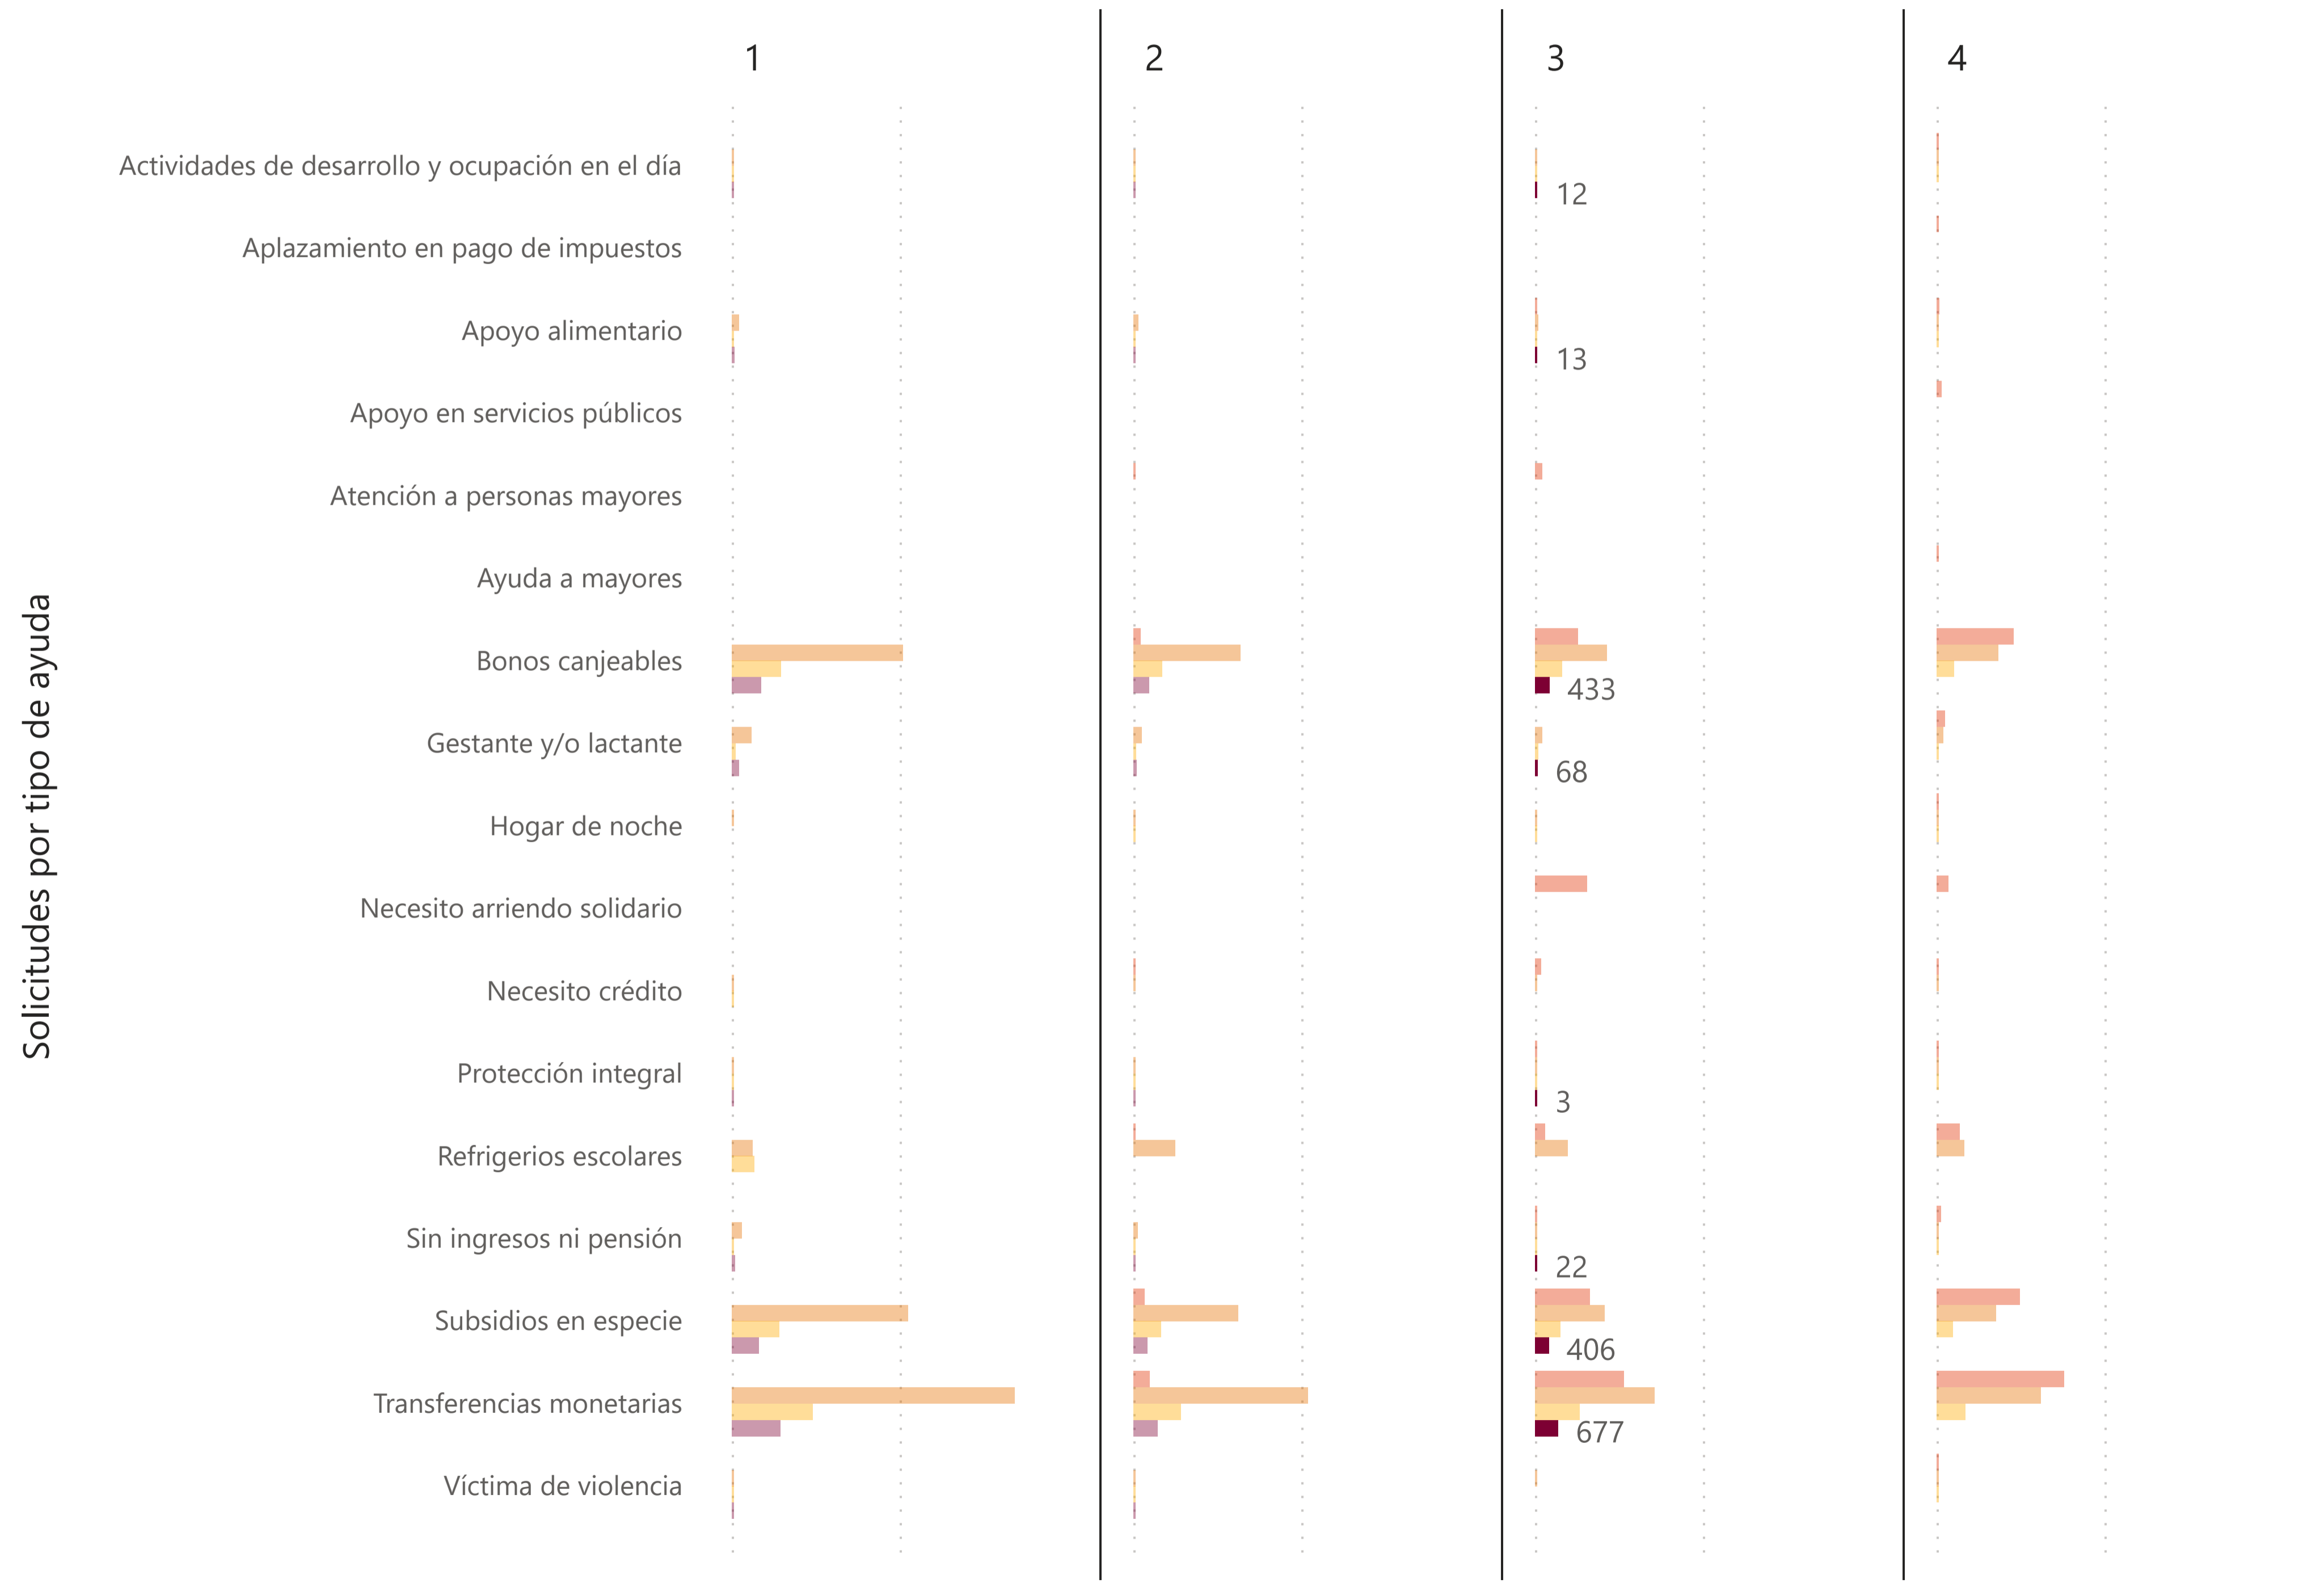 1
2
3
4
Solicitudes por tipo de ayuda
Actividades de desarrollo y ocupación en el día
12
Aplazamiento en pago de impuestos
Apoyo alimentario
13
Apoyo en servicios públicos
Atención a personas mayores
Ayuda a mayores
Bonos canjeables
433
Gestante y/o lactante
68
Hogar de noche
Necesito arriendo solidario
Necesito crédito
Protección integral
3
Refrigerios escolares
Sin ingresos ni pensión
22
Subsidios en especie
406
Transferencias monetarias
677
Víctima de violencia